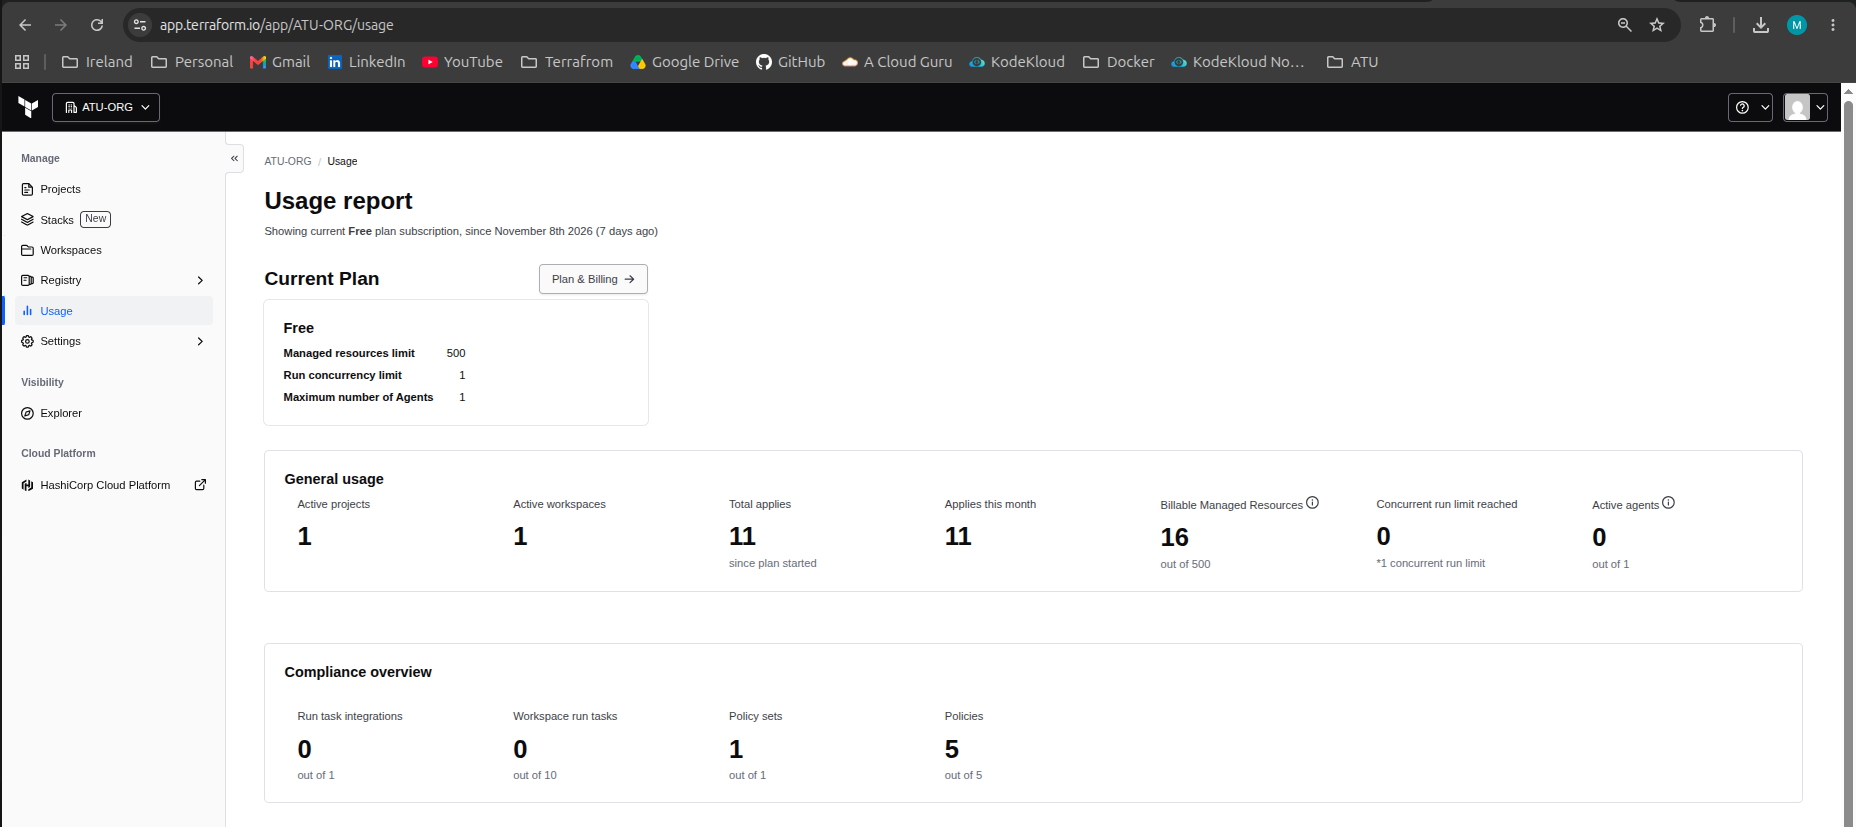 app.terraform.io/app/ATU-ORG/usage
M
Ireland Personal Gmail LinkedIn YouTube Terrafrom Google Drive GitHub A Cloud Guru KodeKloud Docker KodeKloud No... ATU
ATU-ORG
Manage
Projects
Stacks New
Workspaces
Registry
Usage
Settings
Visibility
Explorer
Cloud Platform
HashiCorp Cloud Platform
ATU-ORG / Usage
Usage report
Showing current Free plan subscription, since November 8th 2026 (7 days ago)
Current Plan
Plan & Billing
Free
Managed resources limit 500
Run concurrency limit 1
Maximum number of Agents 1
General usage
Active projects
1
Active workspaces
1
Total applies
11
since plan started
Applies this month
11
Billable Managed Resources
16
out of 500
Concurrent run limit reached
0
*1 concurrent run limit
Active agents
0
out of 1
Compliance overview
Run task integrations
0
out of 1
Workspace run tasks
0
out of 10
Policy sets
1
out of 1
Policies
5
out of 5